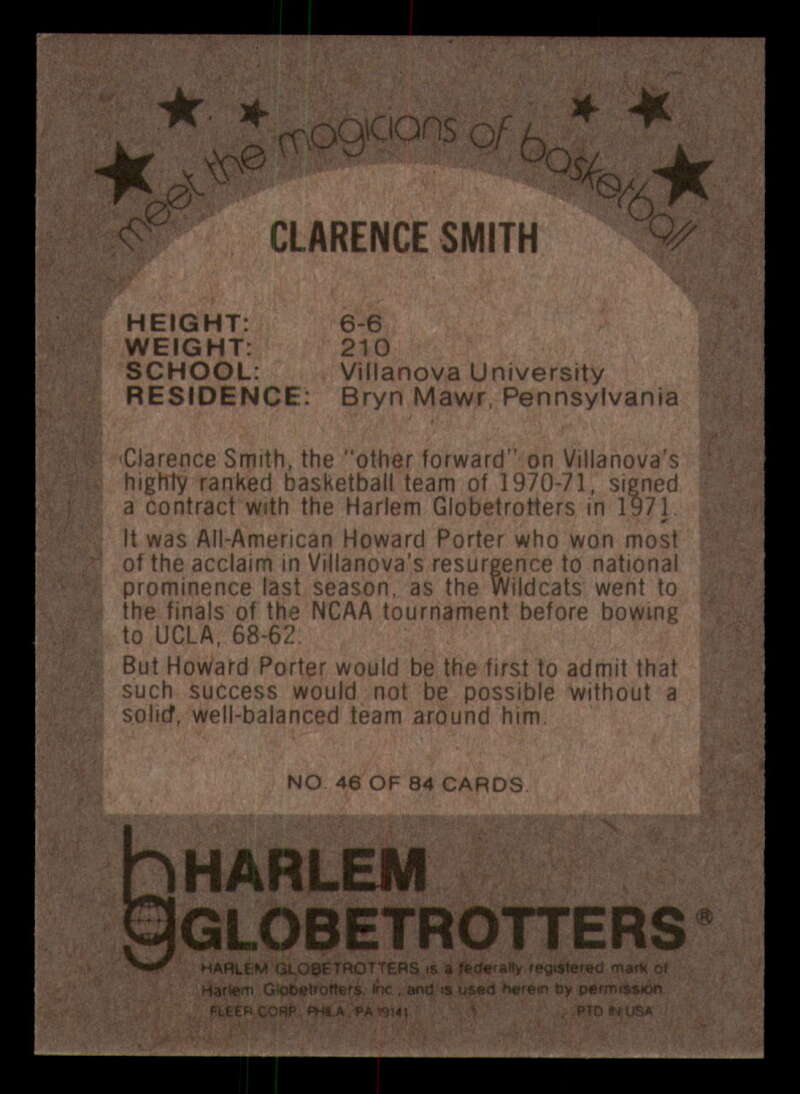 meet the magicians of basketball
CLARENCE SMITH
HEIGHT: 6-6
WEIGHT: 210
SCHOOL: Villanova University
RESIDENCE: Bryn Mawr, Pennsylvania
Clarence Smith, the "other forward" on Villanova's
highly ranked basketball team of 1970-71, signed
a contract with the Harlem Globetrotters in 1971.
It was All-American Howard Porter who won most
of the acclaim in Villanova's resurgence to national
prominence last season, as the Wildcats went to
the finals of the NCAA tournament before bowing
to UCLA, 68-62.
But Howard Porter would be the first to admit that
such success would not be possible without a
solid, well-balanced team around him.
NO. 46 OF 84 CARDS
hg HARLEM
GLOBETROTTERS®
HARLEM GLOBETROTTERS is a federally registered mark of
Harlem Globetrotters, Inc., and is used herein by permission
FLEER CORP., PHILA., PA 19141 PTD IN USA